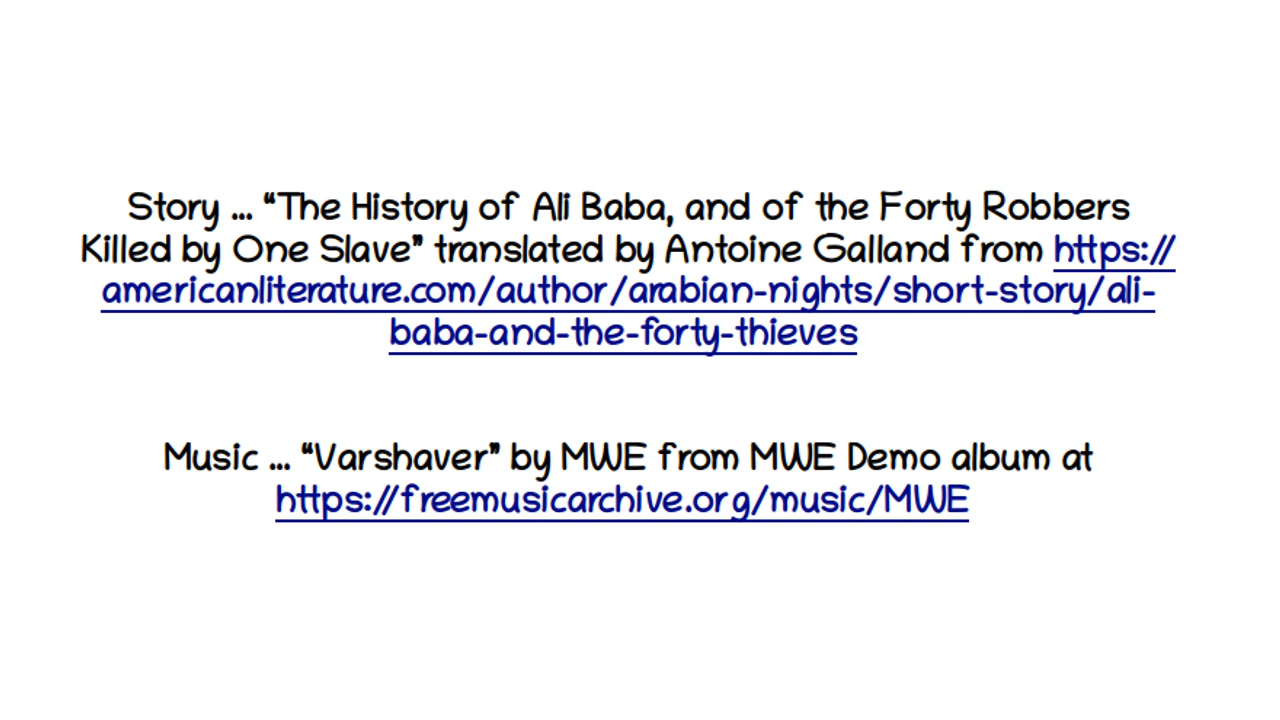 Story ... “The History of Ali Baba, and of the Forty Robbers
Killed by One Slave” translated by Antoine Galland from https://
americanliterature.com/author/arabian-nights/short-story/ali-
baba-and-the-forty-thieves
Music ... “Varshaver” by MWE from MWE Demo album at
https://freemusicarchive.org/music/MWE